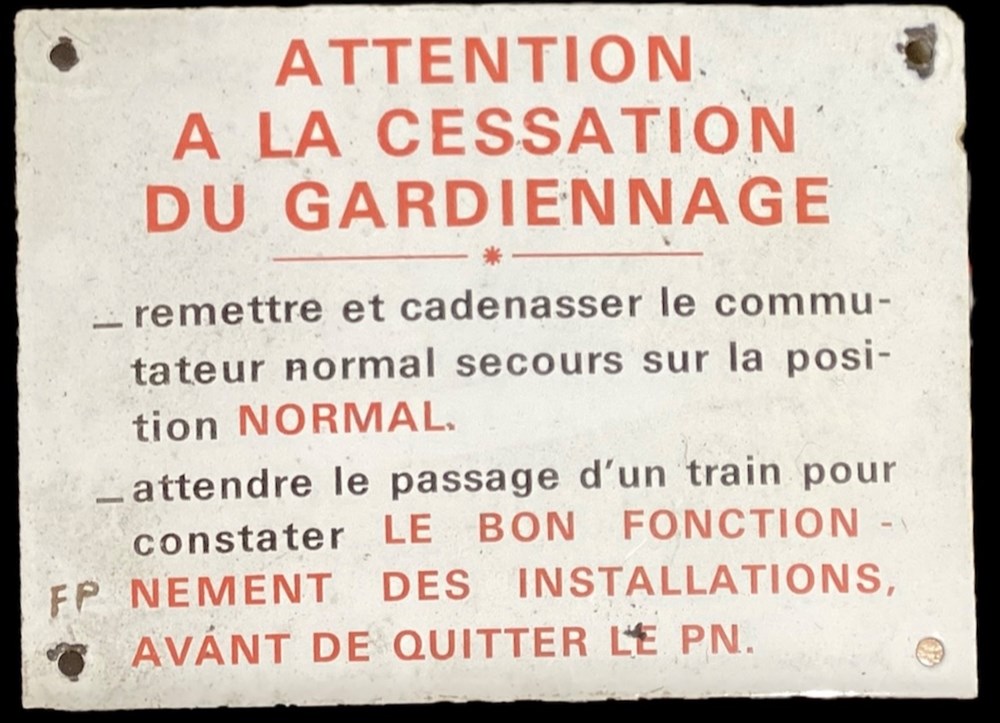 ATTENTION
A LA CESSATION
DU GARDIENNAGE
_ remettre et cadenasser le commu-
tateur normal secours sur la posi-
tion NORMAL.
_ attendre le passage d'un train pour
constater LE BON FONCTION -
FP NEMENT DES INSTALLATIONS,
AVANT DE QUITTER LE PN.